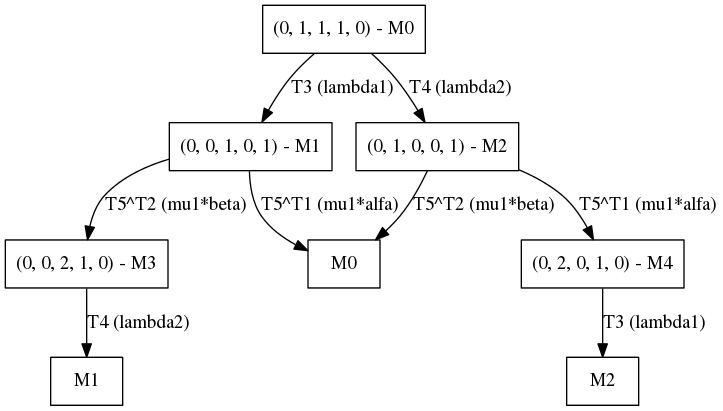 (0, 1, 1, 1, 0) - M0
T3 (lambda1)
T4 (lambda2)
(0, 0, 1, 0, 1) - M1
(0, 1, 0, 0, 1) - M2
T5^T2 (mu1*beta)
T5^T1 (mu1*alfa)
T5^T2 (mu1*beta)
T5^T1 (mu1*alfa)
(0, 0, 2, 1, 0) - M3
M0
(0, 2, 0, 1, 0) - M4
T4 (lambda2)
T3 (lambda1)
M1
M2